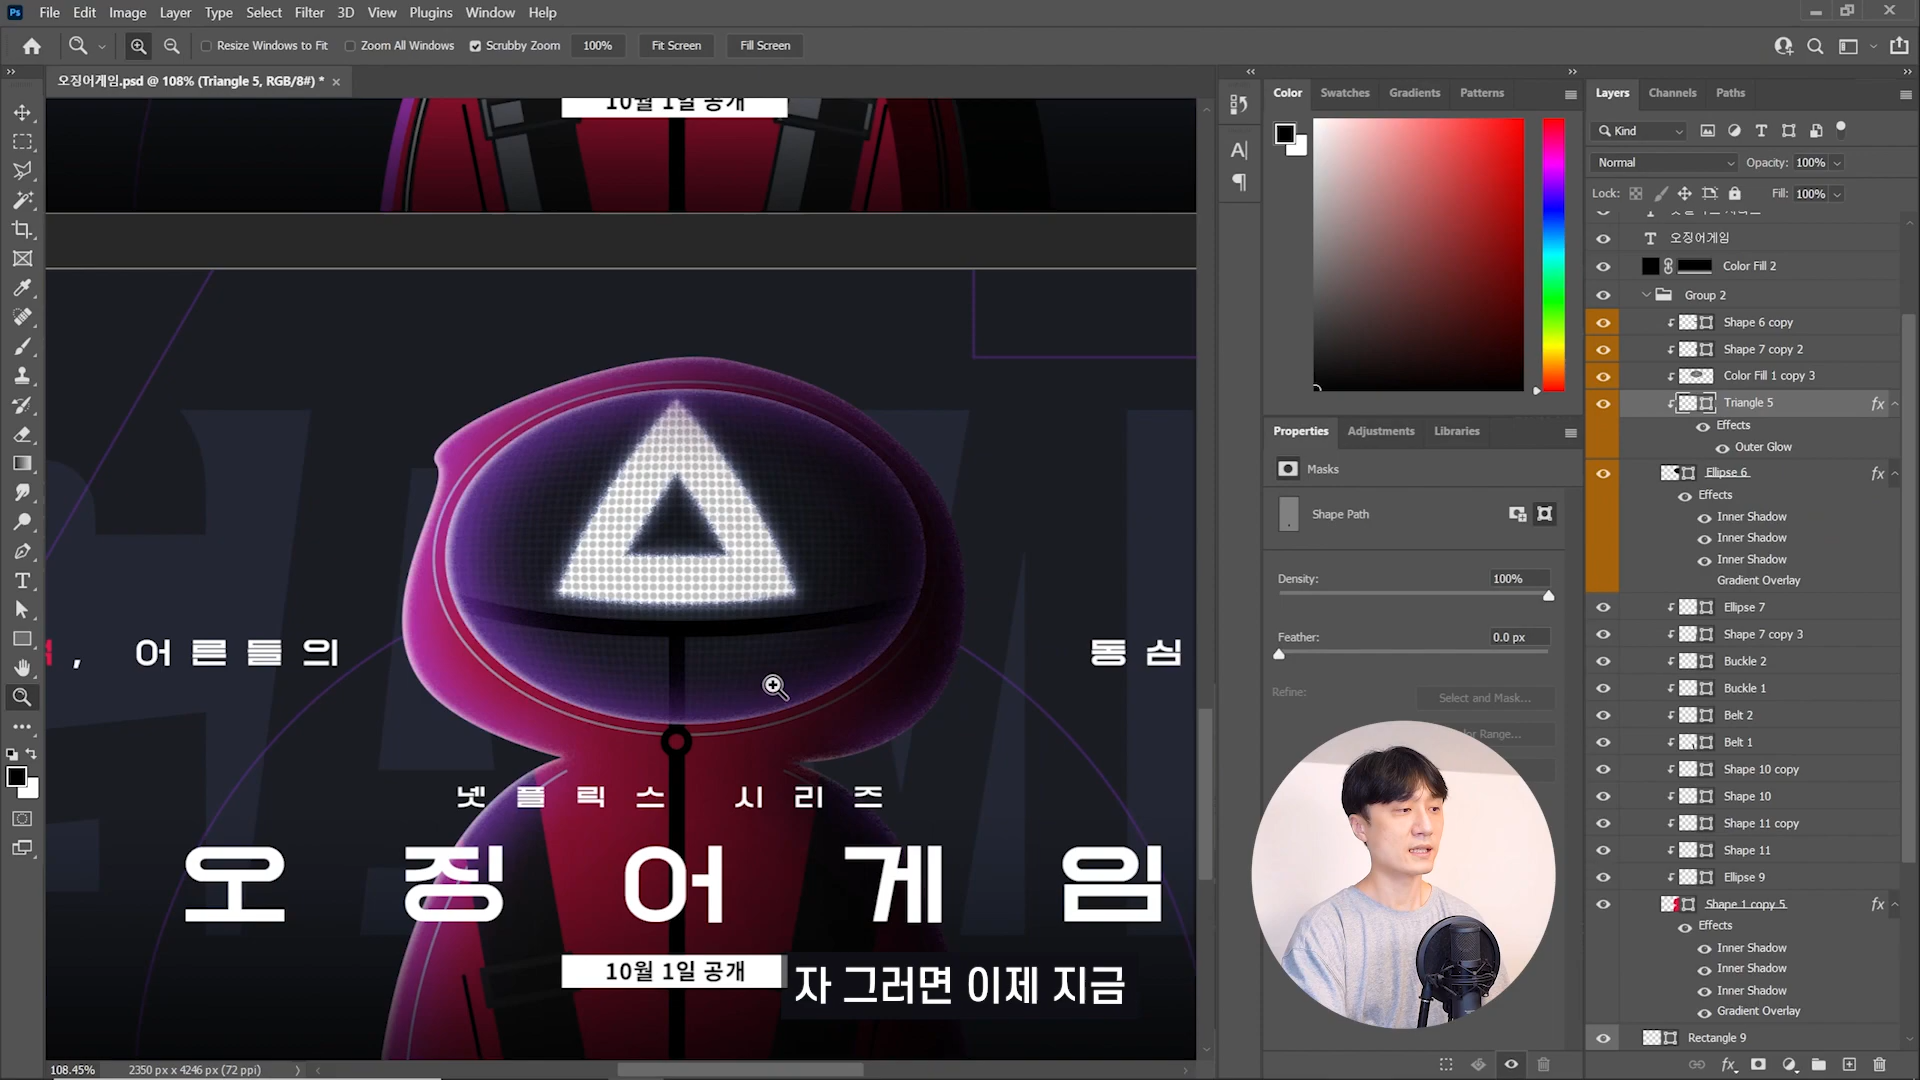 Ps File Edit Image Layer Type Select Filter 3D View Plugins Window Help
Resize Windows to Fit Zoom All Windows Scrubby Zoom 100% Fit Screen Fill Screen
오징어게임.psd @ 108% (Triangle 5, RGB/8#) *
10월 1일 공개
, 어른들의
동심
넷플릭스 시리즈
오징어게임
10월 1일 공개
자 그러면 이제 지금
108.45% 2350 px x 4246 px (72 ppi)
Color Swatches Gradients Patterns
Properties Adjustments Libraries
Masks
Shape Path
Density: 100%
Feather: 0.0 px
Refine: Select and Mask...
Range...
Layers Channels Paths
Kind
Normal Opacity: 100%
Lock: Fill: 100%
오징어게임
Color Fill 2
Group 2
Shape 6 copy
Shape 7 copy 2
Color Fill 1 copy 3
Triangle 5 fx
Effects
Outer Glow
Ellipse 6 fx
Effects
Inner Shadow
Inner Shadow
Inner Shadow
Gradient Overlay
Ellipse 7
Shape 7 copy 3
Buckle 2
Buckle 1
Belt 2
Belt 1
Shape 10 copy
Shape 10
Shape 11 copy
Shape 11
Ellipse 9
Shape 1 copy 5 fx
Effects
Inner Shadow
Inner Shadow
Inner Shadow
Gradient Overlay
Rectangle 9
fx